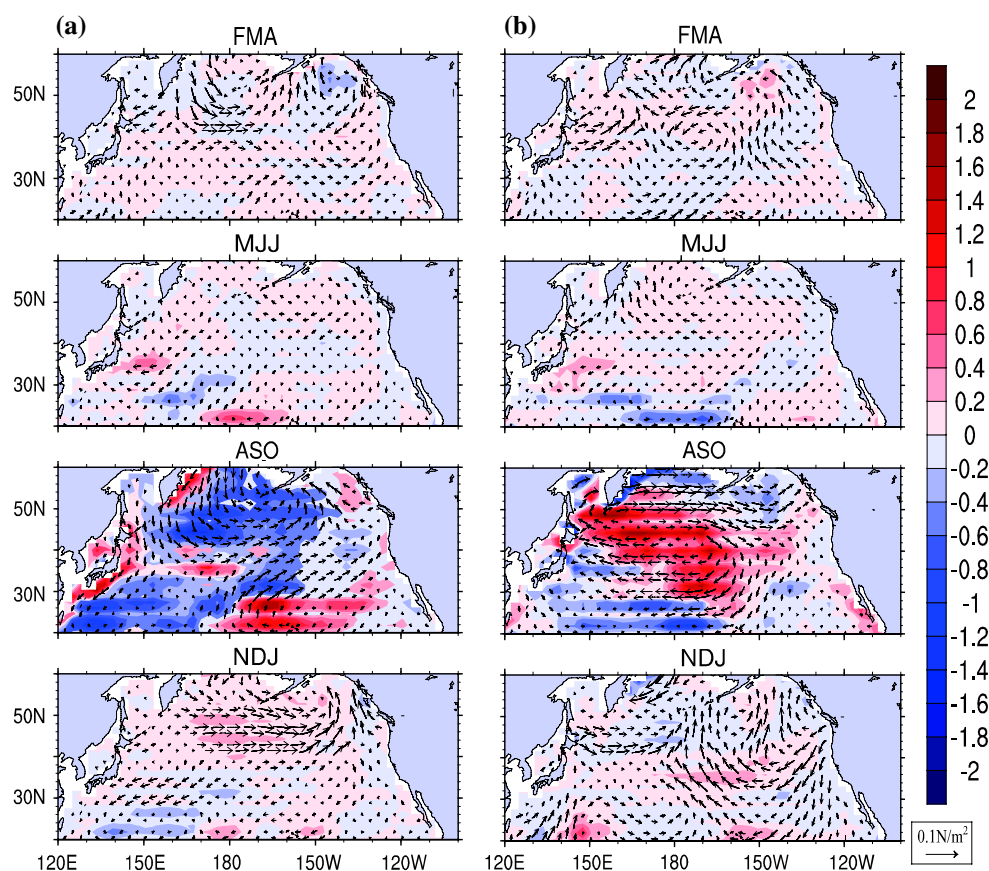 (a)
(b)
FMA
FMA
50N
30N
MJJ
MJJ
50N
30N
ASO
ASO
50N
30N
NDJ
NDJ
50N
30N
120E 150E 180 150W 120W
120E 150E 180 150W 120W
2
1.8
1.6
1.4
1.2
1
0.8
0.6
0.4
0.2
0
-0.2
-0.4
-0.6
-0.8
-1
-1.2
-1.4
-1.6
-1.8
-2
0.1N/m²